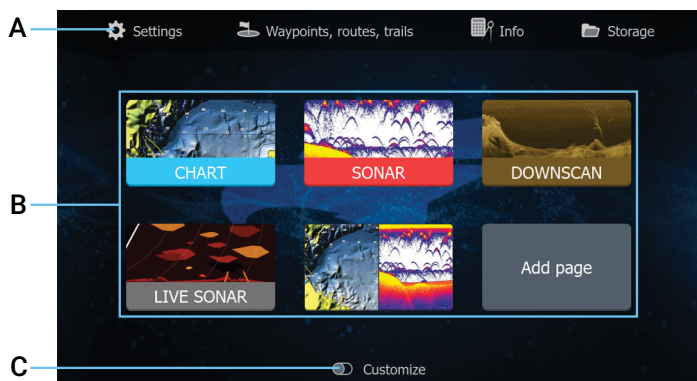 A
Settings
Waypoints, routes, trails
Info
Storage
B
CHART
SONAR
DOWNSCAN
LIVE SONAR
Add page
C
Customize